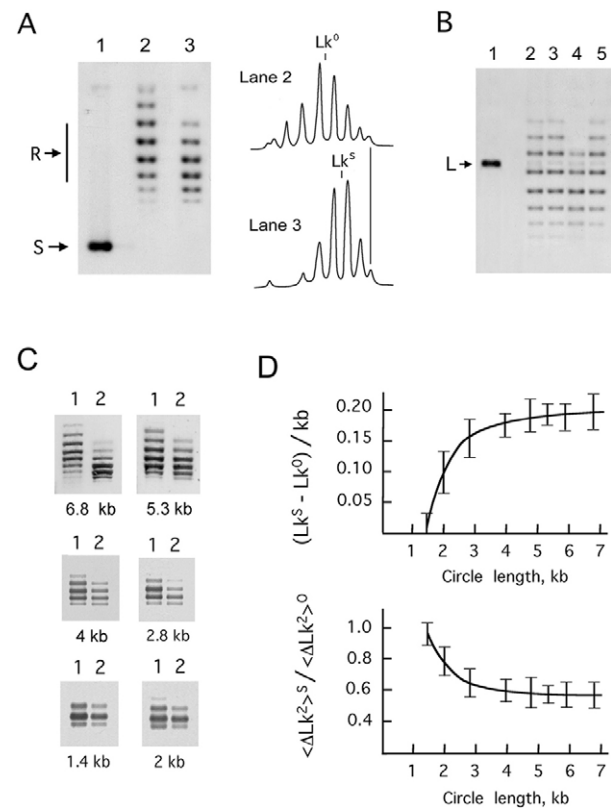 A
1 2 3
R
S
Lk⁰
Lane 2
Lkˢ
Lane 3
B
1 2 3 4 5
L
C
1 2
1 2
6.8 kb
5.3 kb
1 2
1 2
4 kb
2.8 kb
1 2
1 2
1.4 kb
2 kb
D
(Lkˢ - Lk⁰) / kb
0.20
0.15
0.10
0.05
1 2 3 4 5 6 7
Circle length, kb
<ΔLk²>ˢ / <ΔLk²>⁰
1.0
0.8
0.6
0.4
1 2 3 4 5 6 7
Circle length, kb